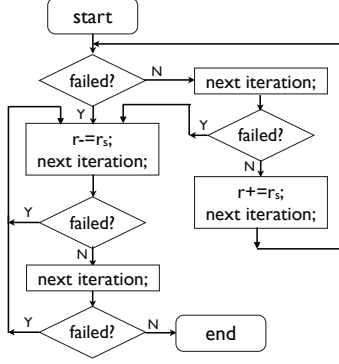 start
failed?
N
next iteration;
Y
Y
failed?
r-=rs;
next iteration;
N
r+=rs;
next iteration;
Y
failed?
N
next iteration;
Y
failed?
N
end